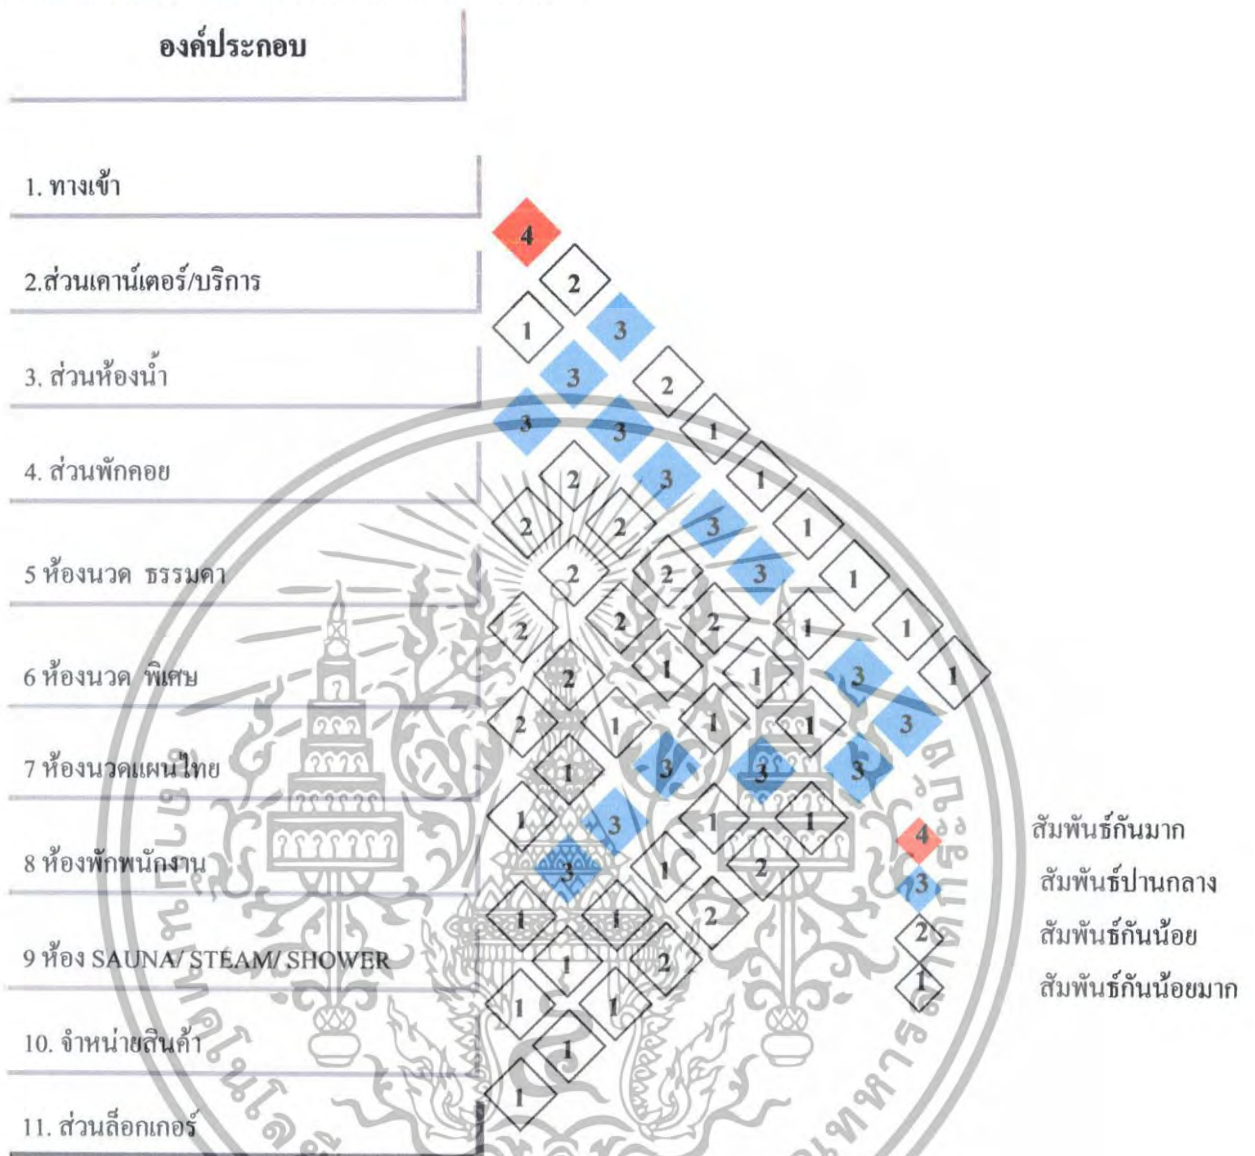 องค์ประกอบ
1. ทางเข้า
4
2.ส่วนเคาน์เตอร์/บริการ
2
1 3
3. ส่วนห้องน้ำ
3 2
3 3 1
4. ส่วนพักคอย
2 3 1
2 2 3 1
5 ห้องนวด ธรรมดา
2 2 3 1
2 2 2 1 1
6 ห้องนวด พิเศษ
2 1 1 3 1
2 1 1 1 3
7 ห้องนวดแผนไทย
1 3 3 3
1 3 1 1
สัมพันธ์กันมาก
4
8 ห้องพักพนักงาน
3 1 2
สัมพันธ์ปานกลาง
3
1 1 2
สัมพันธ์กันน้อย
2
9 ห้อง SAUNA/ STEAM/ SHOWER
1 2
สัมพันธ์กันน้อยมาก
1
1 1
10. จำหน่ายสินค้า
1
1
11. ส่วนล็อกเกอร์